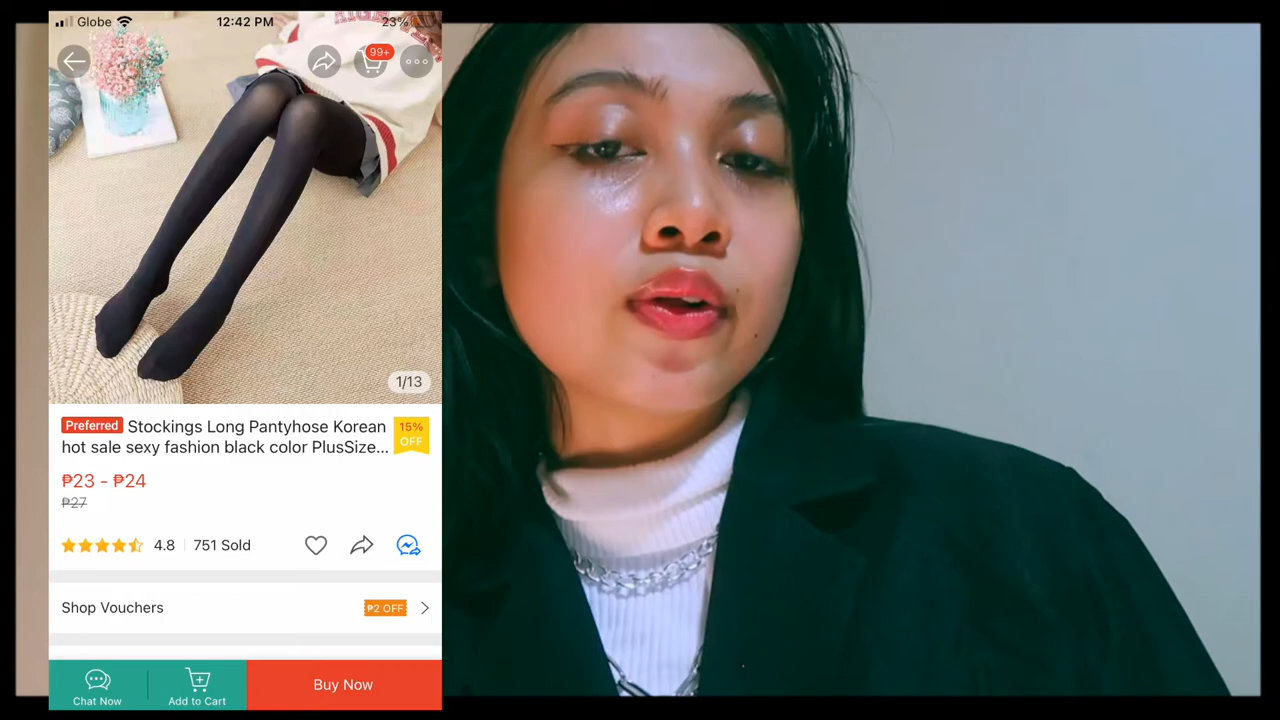 Globe
12:42 PM
23%
99+
1/13
Preferred Stockings Long Pantyhose Korean
hot sale sexy fashion black color PlusSize...
15%
OFF
₱23 - ₱24
₱27
4.8
751 Sold
Shop Vouchers
₱2 OFF
Chat Now
Add to Cart
Buy Now